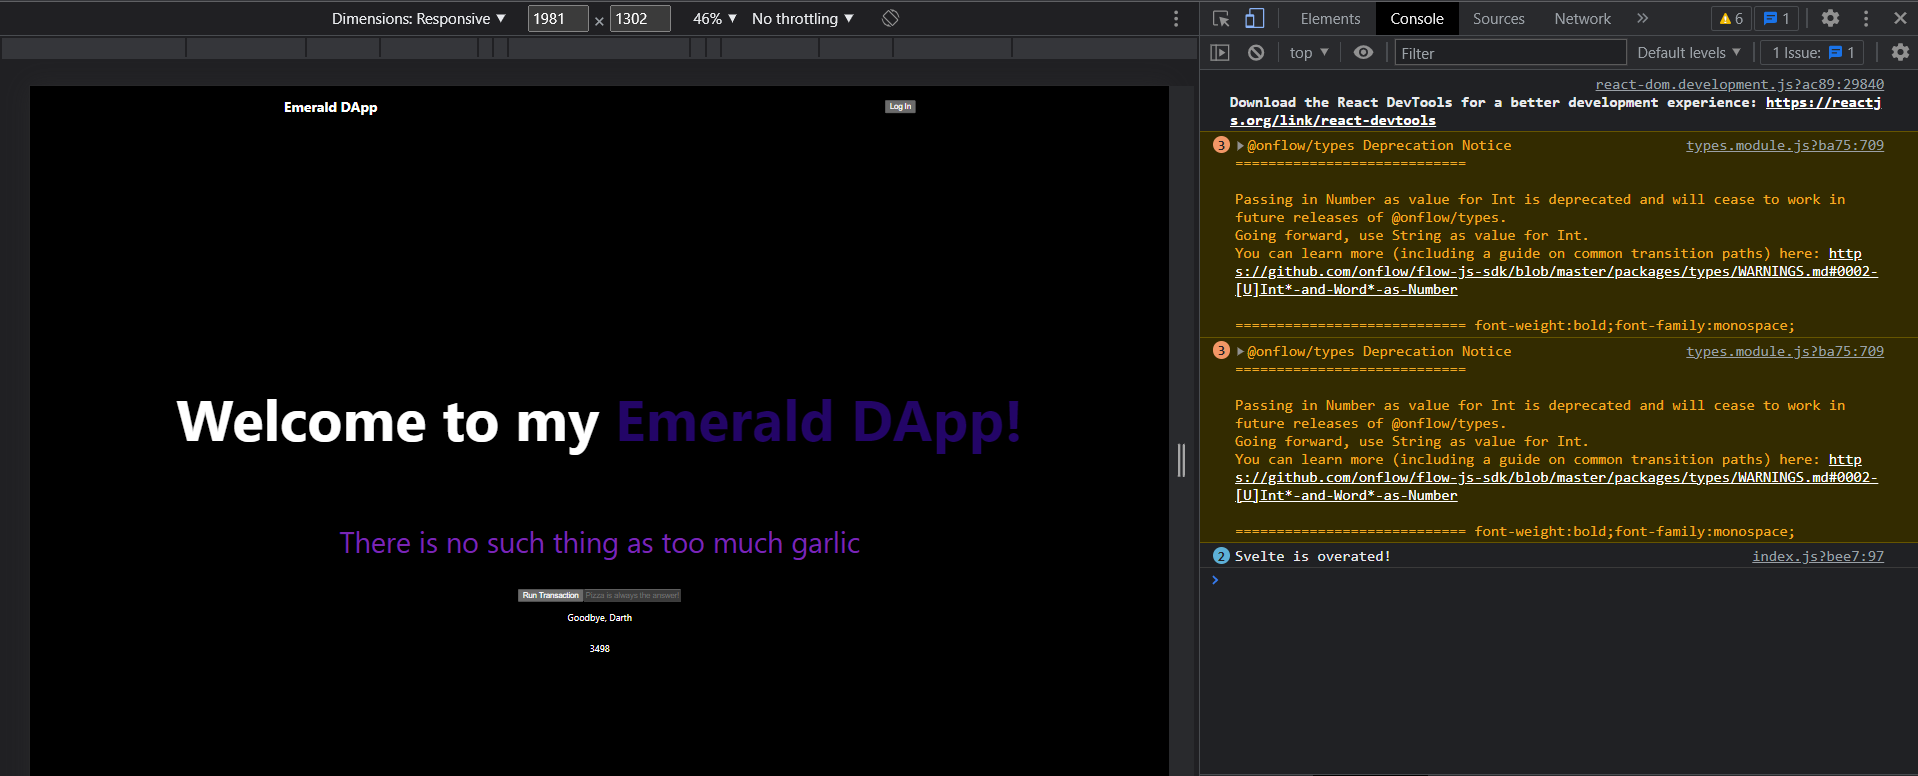 Dimensions: Responsive ▼ 1981 × 1302 46% ▼ No throttling ▼
Emerald DApp
Log In
Welcome to my Emerald DApp!
There is no such thing as too much garlic
Run Transaction Pizza is always the answer!
Goodbye, Darth
3498
Elements Console Sources Network » 6 1
top ▼ Filter Default levels ▼ 1 Issue: 1
react-dom.development.js?ac89:29840
Download the React DevTools for a better development experience: https://reactj
s.org/link/react-devtools
3 ▶@onflow/types Deprecation Notice types.module.js?ba75:709
============================
Passing in Number as value for Int is deprecated and will cease to work in
future releases of @onflow/types.
Going forward, use String as value for Int.
You can learn more (including a guide on common transition paths) here: http
s://github.com/onflow/flow-js-sdk/blob/master/packages/types/WARNINGS.md#0002-
[U]Int*-and-Word*-as-Number
============================ font-weight:bold;font-family:monospace;
3 ▶@onflow/types Deprecation Notice types.module.js?ba75:709
============================
Passing in Number as value for Int is deprecated and will cease to work in
future releases of @onflow/types.
Going forward, use String as value for Int.
You can learn more (including a guide on common transition paths) here: http
s://github.com/onflow/flow-js-sdk/blob/master/packages/types/WARNINGS.md#0002-
[U]Int*-and-Word*-as-Number
============================ font-weight:bold;font-family:monospace;
2 Svelte is overated! index.js?bee7:97
>